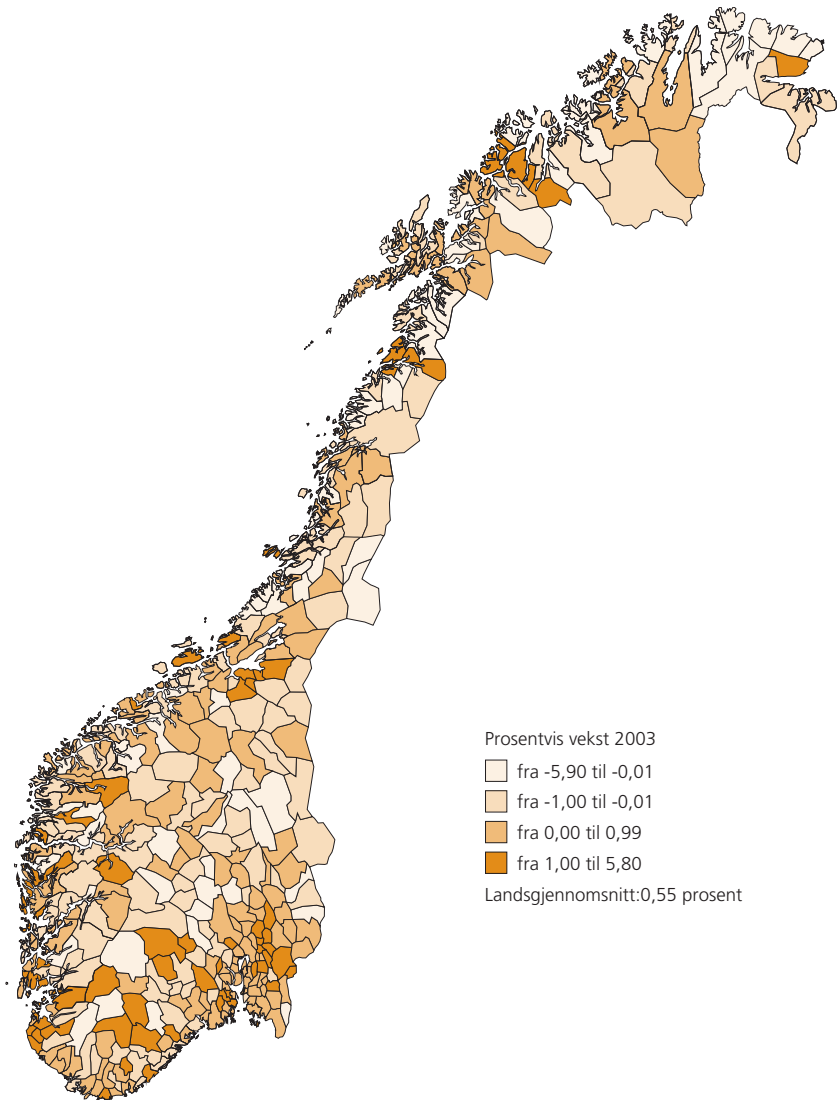 Prosentvis vekst 2003
fra -5,90 til -0,01
fra -1,00 til -0,01
fra 0,00 til 0,99
fra 1,00 til 5,80
Landsgjennomsnitt:0,55 prosent